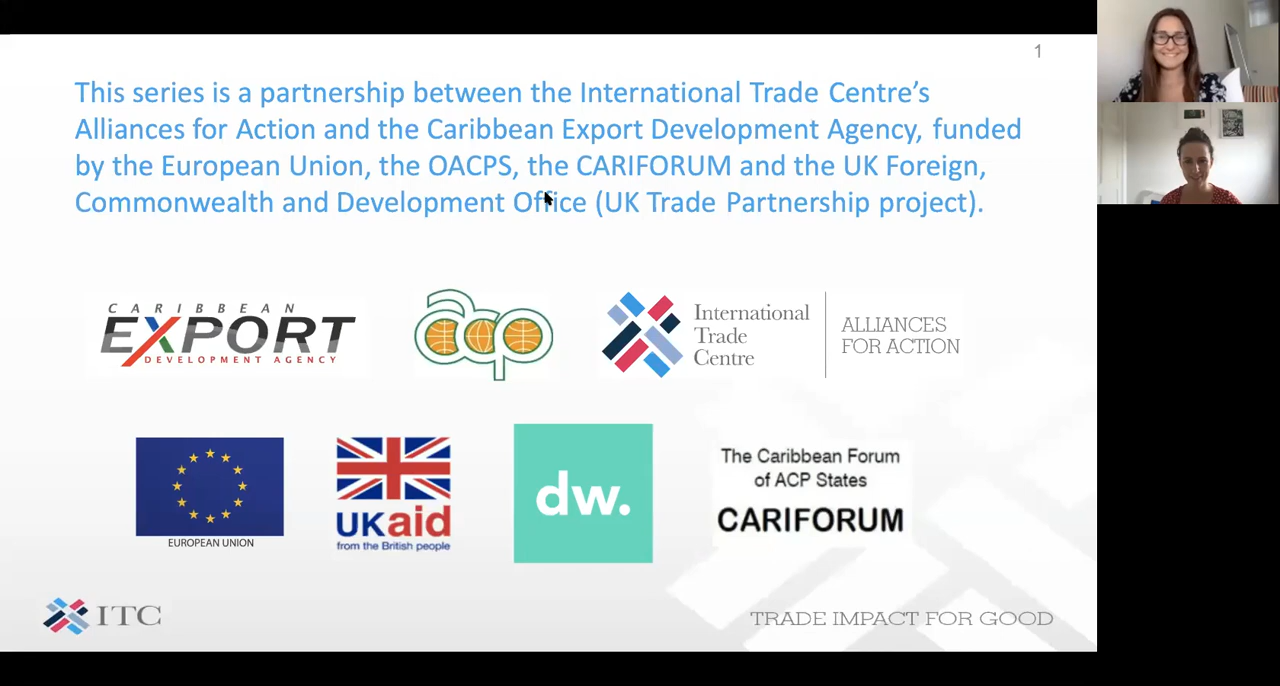 1
This series is a partnership between the International Trade Centre’s
Alliances for Action and the Caribbean Export Development Agency, funded
by the European Union, the OACPS, the CARIFORUM and the UK Foreign,
Commonwealth and Development Office (UK Trade Partnership project).
CARIBBEAN
EXPORT
DEVELOPMENT AGENCY
acp
International
Trade
Centre
ALLIANCES
FOR ACTION
EUROPEAN UNION
UKaid
from the British people
dw.
The Caribbean Forum
of ACP States
CARIFORUM
ITC
TRADE IMPACT FOR GOOD